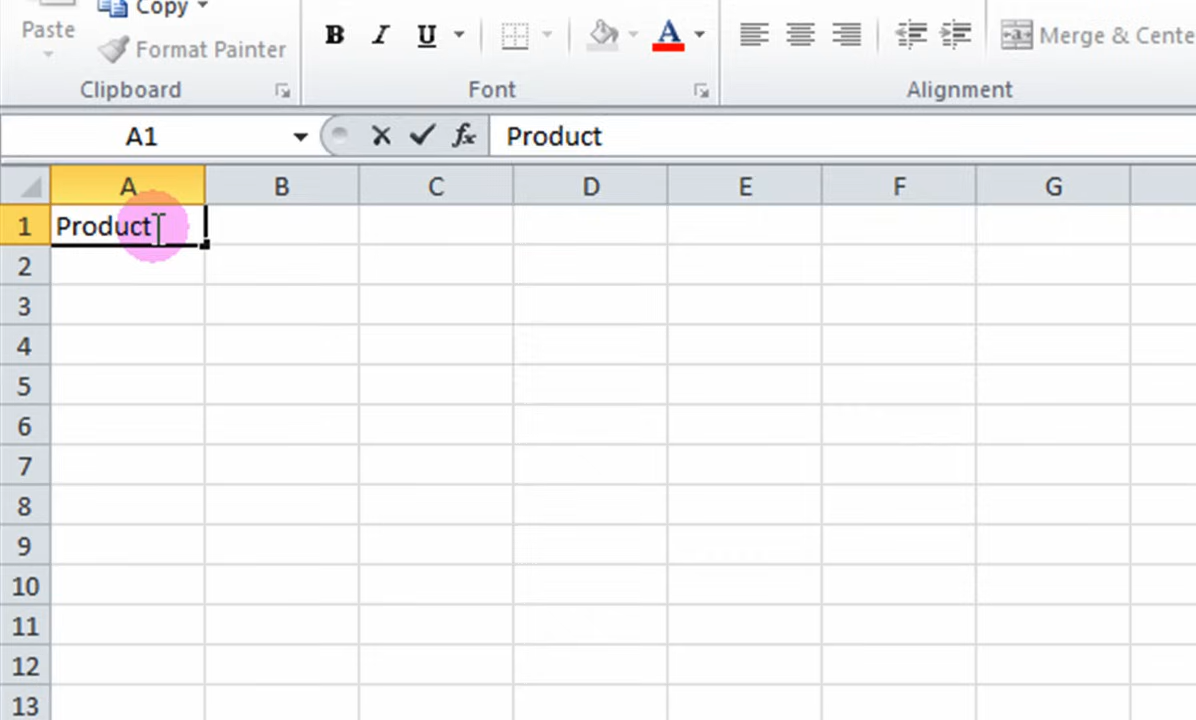 Copy
Paste
Format Painter
B I U A
Merge & Cente
Clipboard
Font
Alignment
A1
fx
Product
A B C D E F G
1 Product
2
3
4
5
6
7
8
9
10
11
12
13